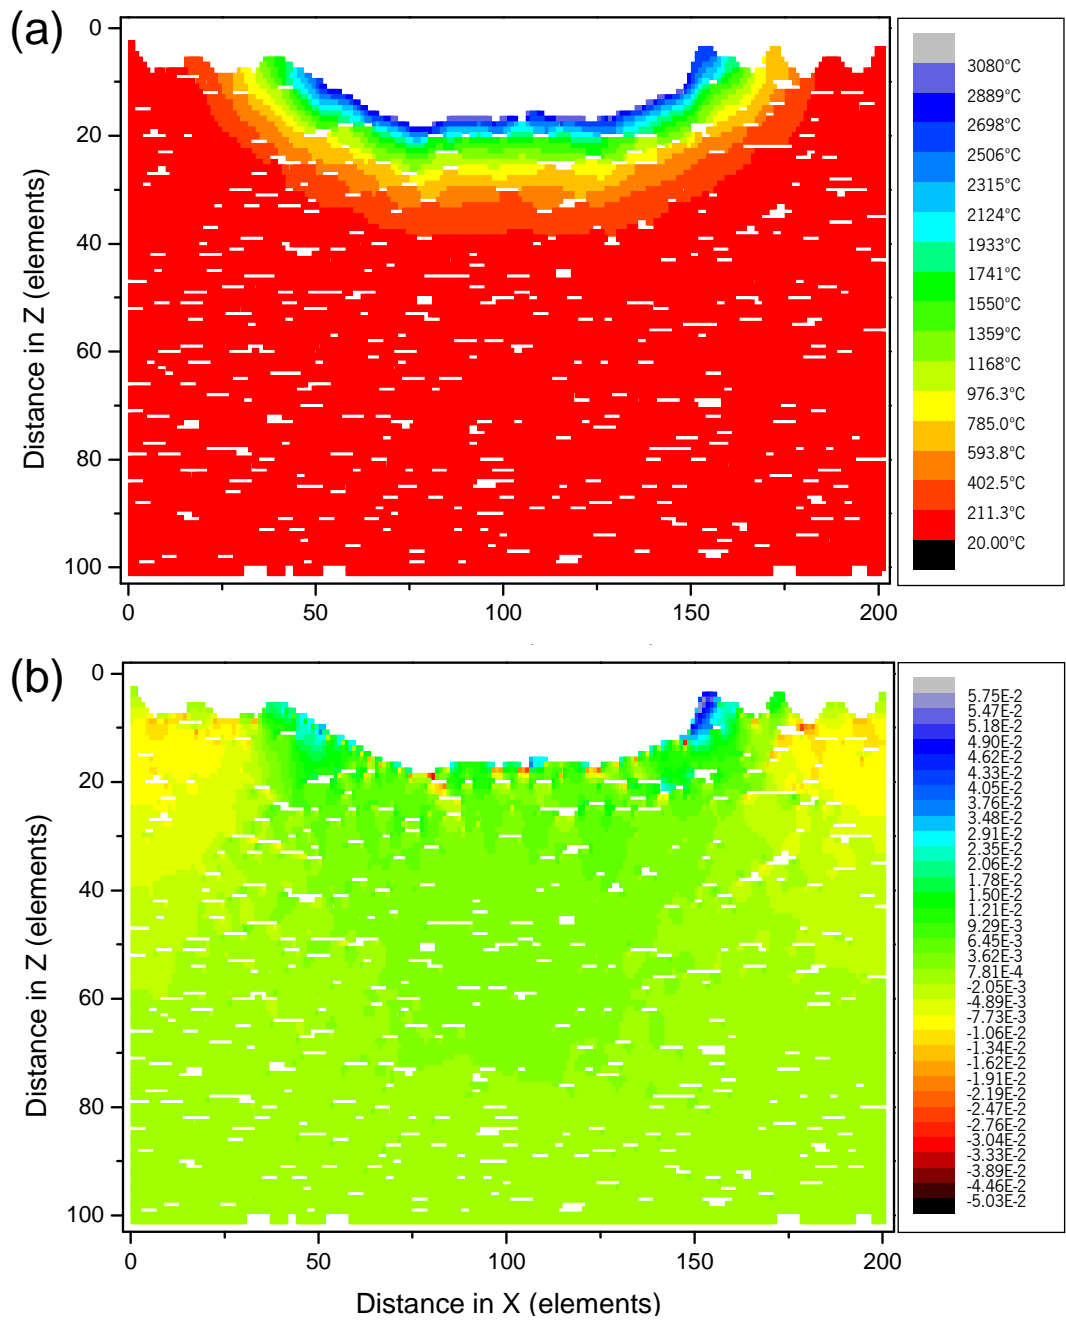 (a)
0
20
40
60
80
100
Distance in Z (elements)
0
50
100
150
200
3080°C
2889°C
2698°C
2506°C
2315°C
2124°C
1933°C
1741°C
1550°C
1359°C
1168°C
976.3°C
785.0°C
593.8°C
402.5°C
211.3°C
20.00°C
(b)
0
20
40
60
80
100
Distance in Z (elements)
0
50
100
150
200
Distance in X (elements)
5.75E-2
5.47E-2
5.18E-2
4.90E-2
4.62E-2
4.33E-2
4.05E-2
3.76E-2
3.48E-2
2.91E-2
2.35E-2
2.06E-2
1.78E-2
1.50E-2
1.21E-2
9.29E-3
6.45E-3
3.62E-3
7.81E-4
-2.05E-3
-4.89E-3
-7.73E-3
-1.06E-2
-1.34E-2
-1.62E-2
-1.91E-2
-2.19E-2
-2.47E-2
-2.76E-2
-3.04E-2
-3.33E-2
-3.89E-2
-4.46E-2
-5.03E-2